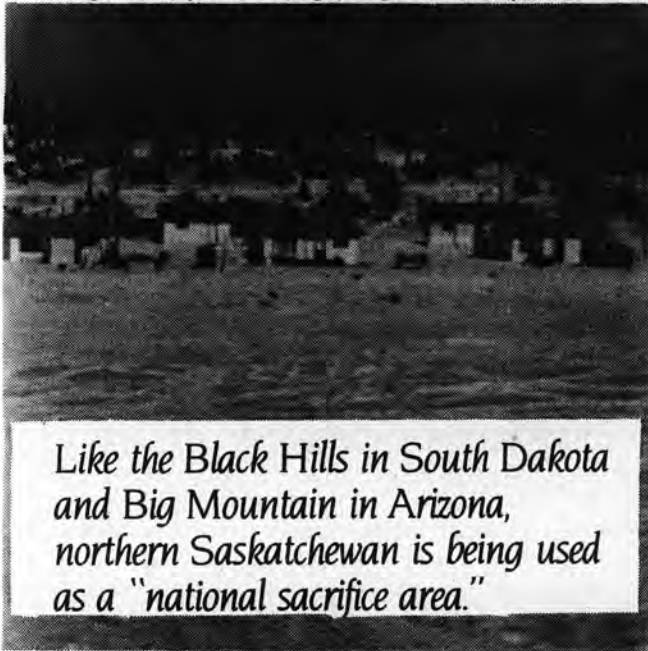 Like the Black Hills in South Dakota
and Big Mountain in Arizona,
northern Saskatchewan is being used
as a "national sacrifice area."